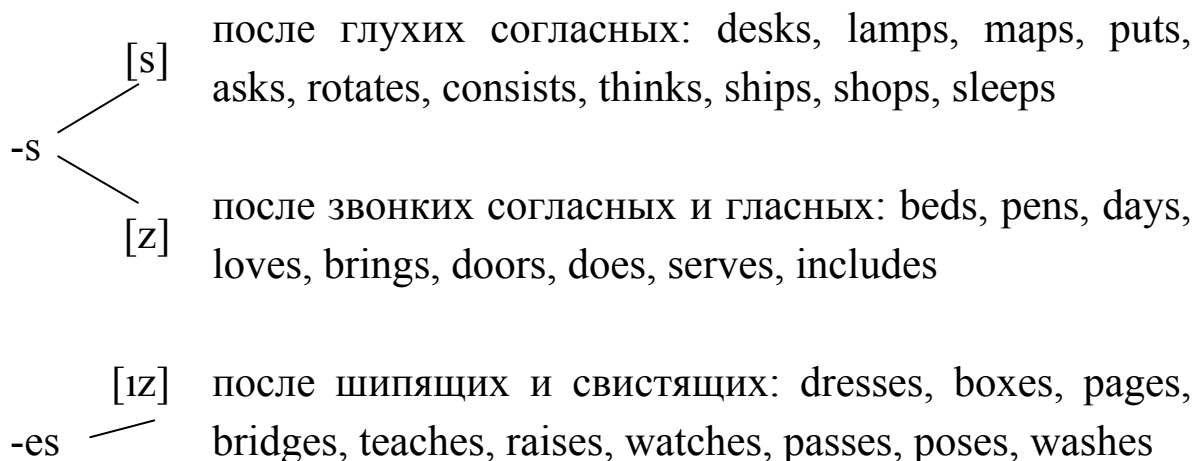 [s] после глухих согласных: desks, lamps, maps, puts,
asks, rotates, consists, thinks, ships, shops, sleeps
-s
[z] после звонких согласных и гласных: beds, pens, days,
loves, brings, doors, does, serves, includes
[ız] после шипящих и свистящих: dresses, boxes, pages,
-es bridges, teaches, raises, watches, passes, poses, washes